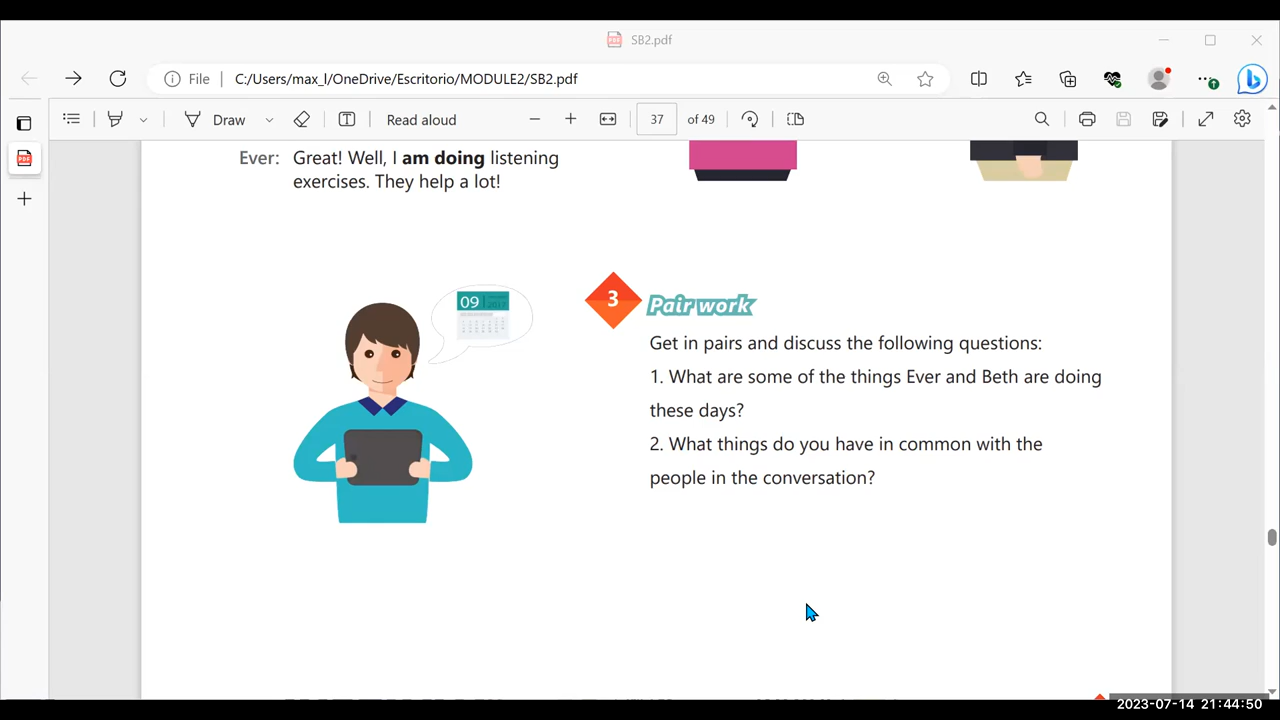 SB2.pdf
File
C:/Users/max_l/OneDrive/Escritorio/MODULE2/SB2.pdf
Draw
Read aloud
37 of 49
Ever: Great! Well, I am doing listening
exercises. They help a lot!
09
3 Pair work
Get in pairs and discuss the following questions:
1. What are some of the things Ever and Beth are doing
these days?
2. What things do you have in common with the
people in the conversation?
2023-07-14 21:44:50